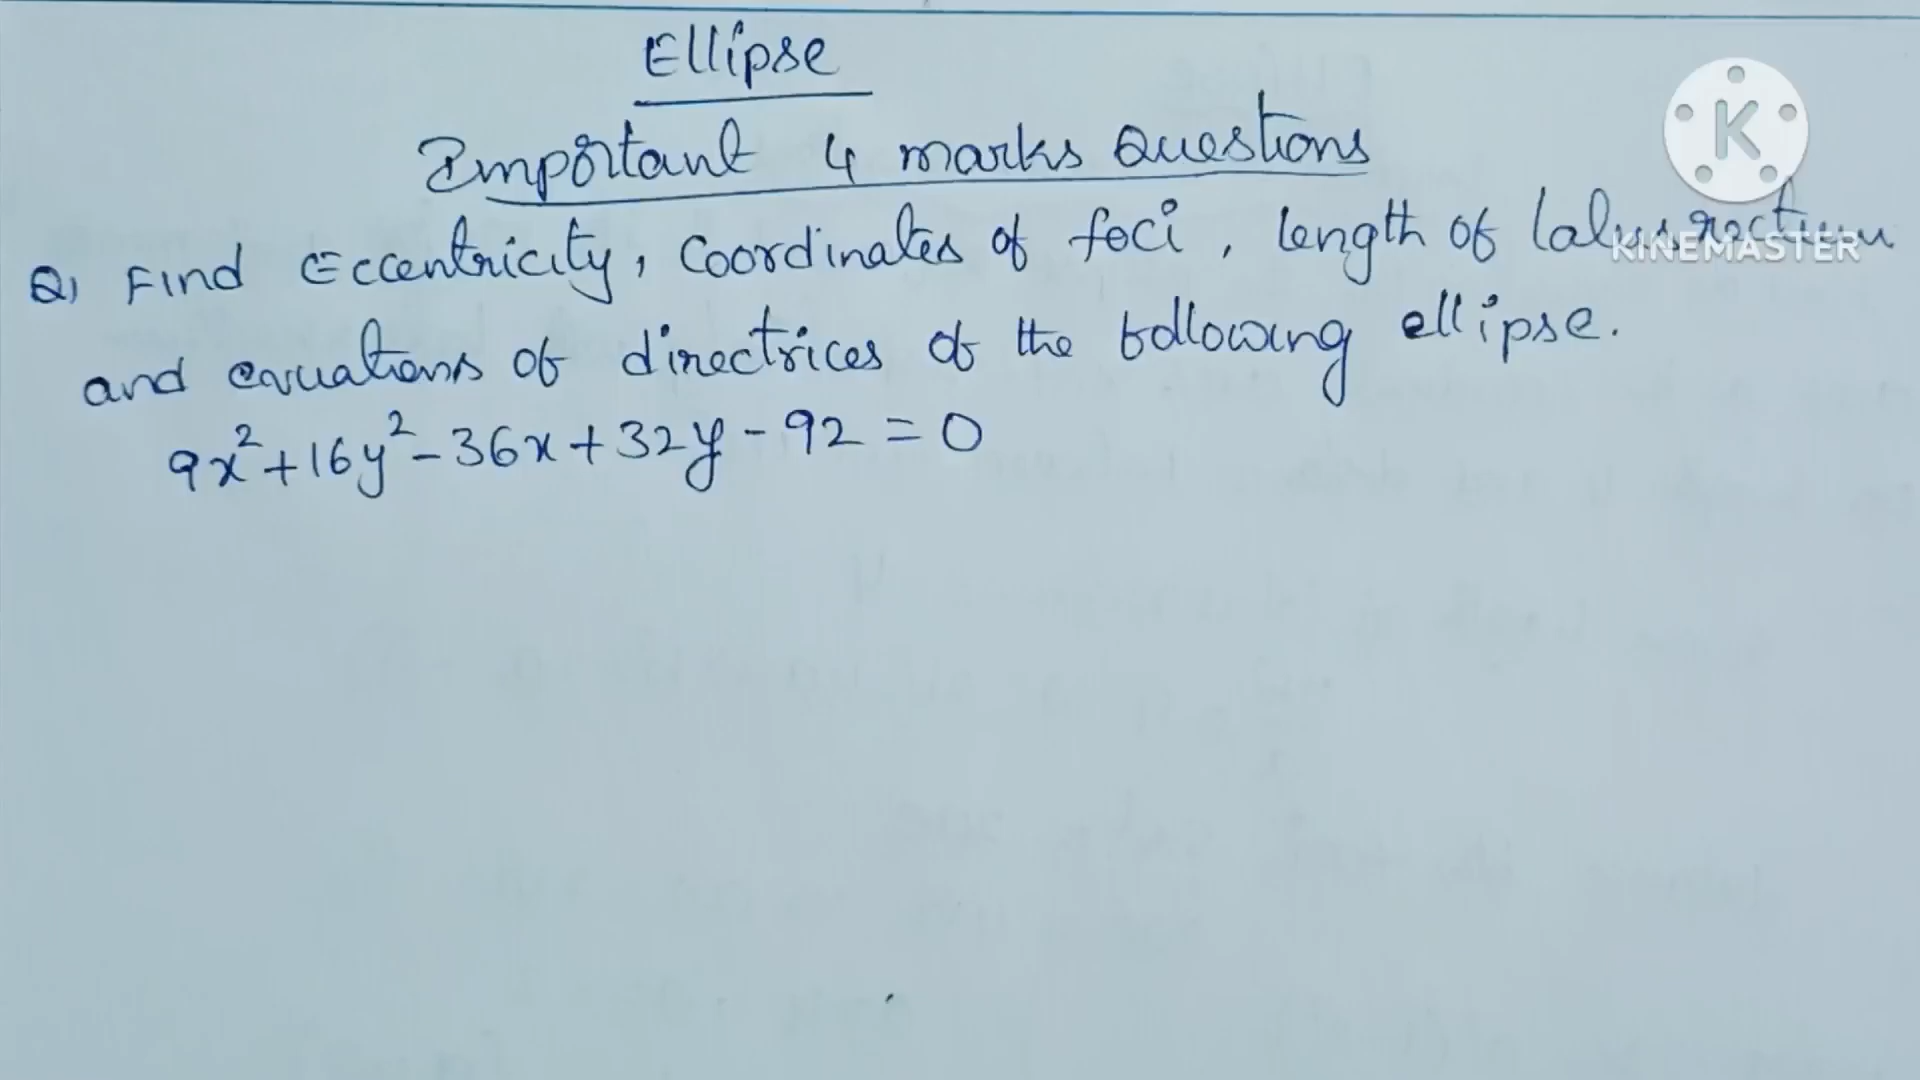 Ellipse
Important 4 marks Questions
Q1 Find Eccentricity, Coordinates of foci, length of latus rectum
and equations of directrices of the following ellipse.
9x²+16y²-36x+32y-92=0
K
KINEMASTER